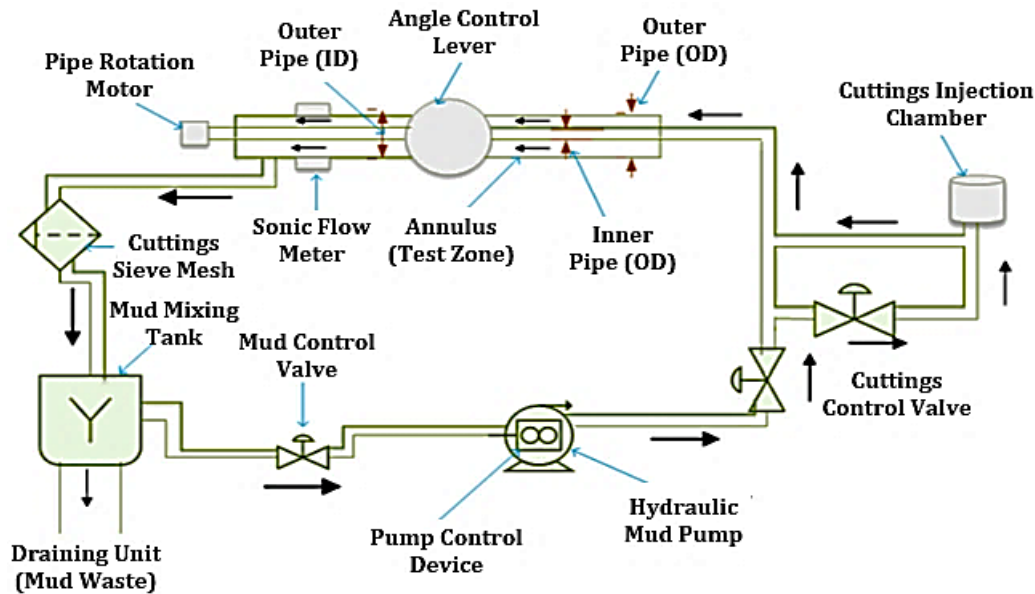 Angle Control
Lever
Outer
Pipe (ID)
Outer
Pipe (OD)
Pipe Rotation
Motor
Cuttings Injection
Chamber
Sonic Flow
Meter
Annulus
(Test Zone)
Inner
Pipe (OD)
Cuttings
Sieve Mesh
Mud Mixing
Tank
Mud Control
Valve
Cuttings
Control Valve
Hydraulic
Mud Pump
Pump Control
Device
Draining Unit
(Mud Waste)